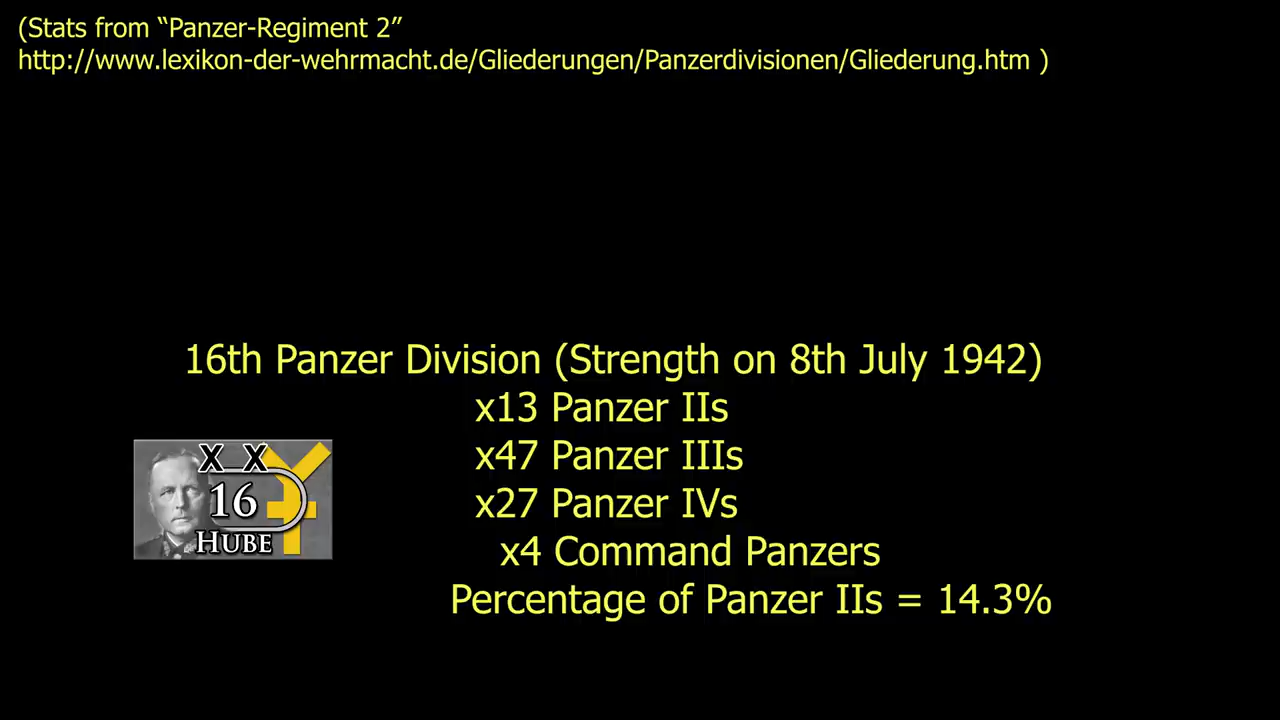 (Stats from “Panzer-Regiment 2”
http://www.lexikon-der-wehrmacht.de/Gliederungen/Panzerdivisionen/Gliederung.htm )
16th Panzer Division (Strength on 8th July 1942)
x13 Panzer IIs
x47 Panzer IIIs
x27 Panzer IVs
x4 Command Panzers
Percentage of Panzer IIs = 14.3%
X X
16
HUBE